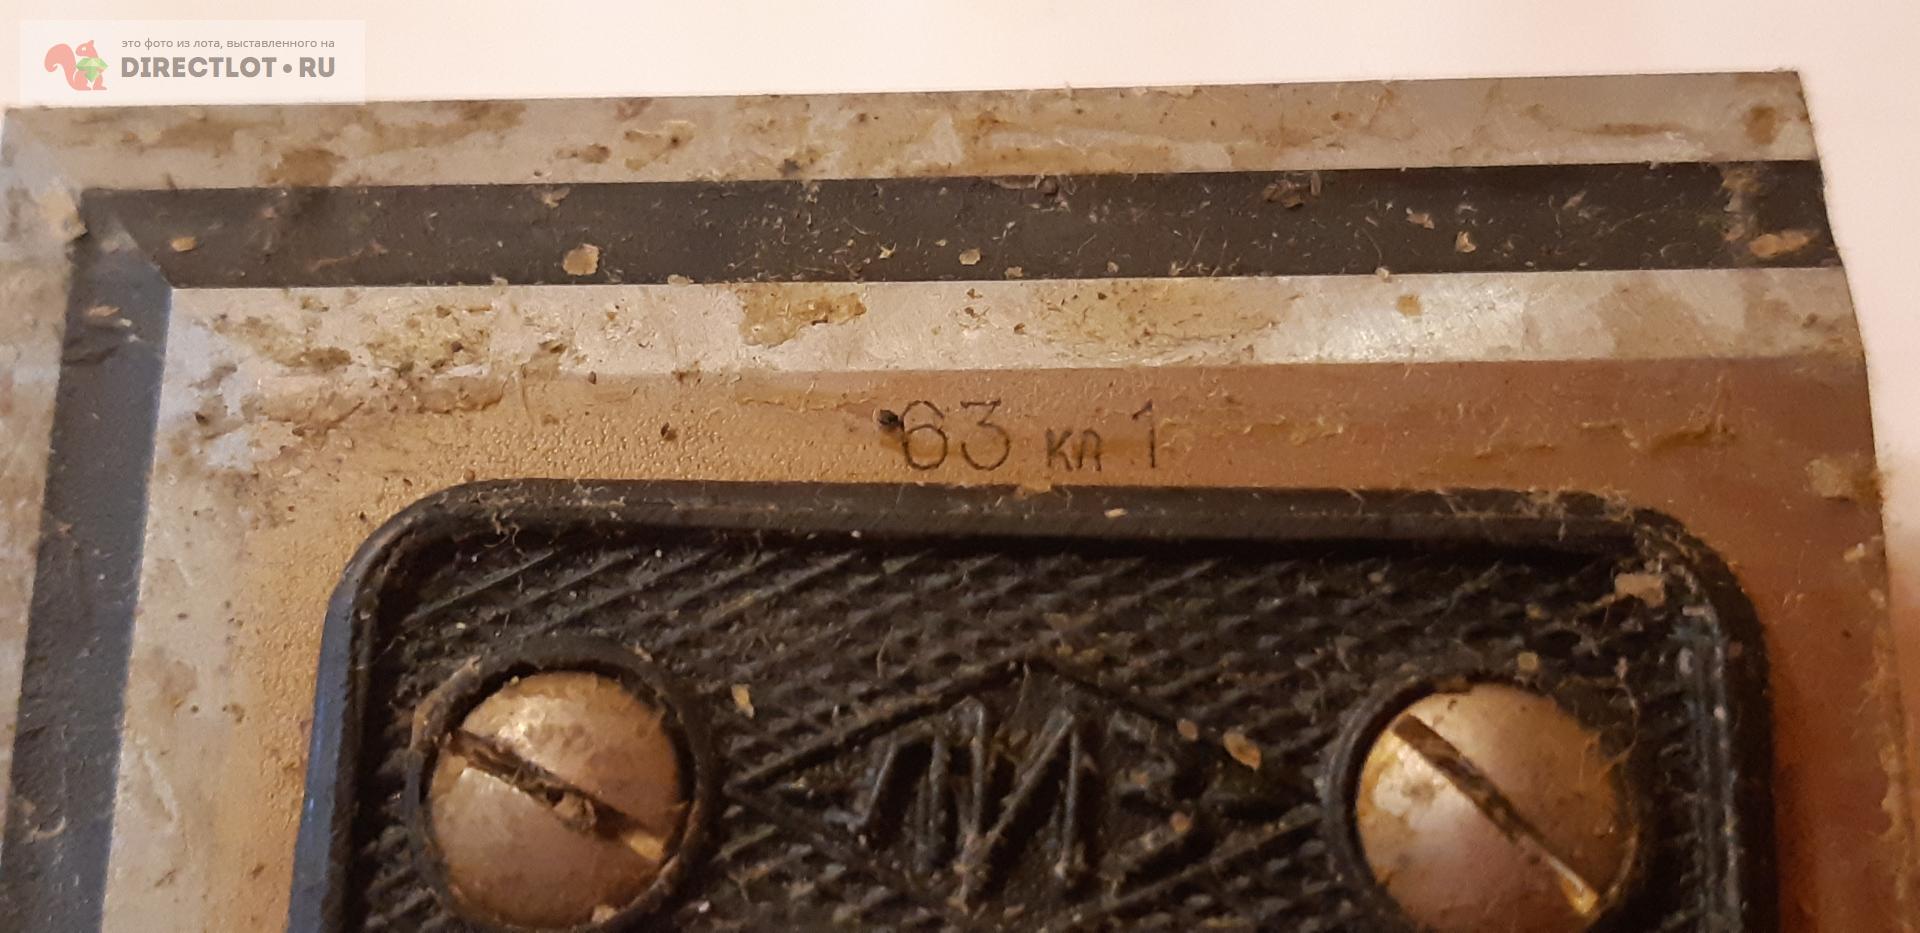 это фото из лота, выставленного на
DIRECTLOT•RU
63 кл 1